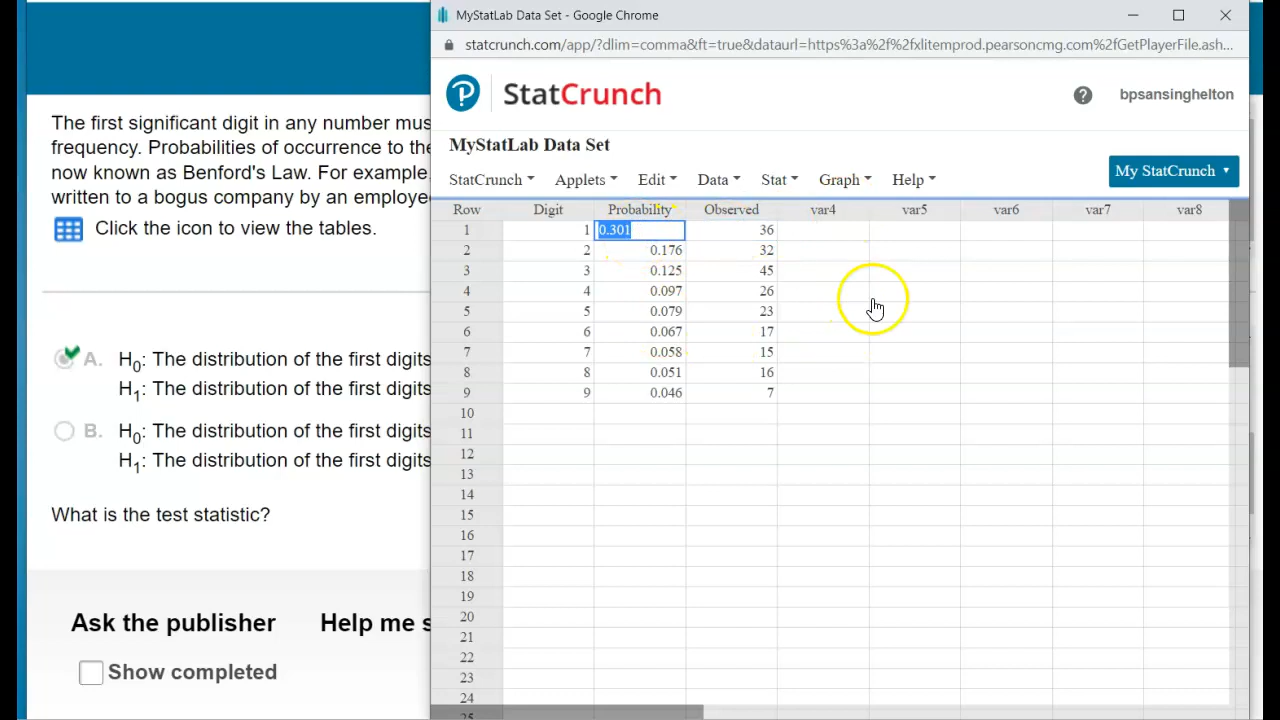 MyStatLab Data Set - Google Chrome
statcrunch.com/app/?dlim=comma&ft=true&dataurl=https%3a%2f%2fxlitemprod.pearsoncmg.com%2FGetPlayerFile.ash...
StatCrunch
bpsansinghelton
MyStatLab Data Set
StatCrunch Applets Edit Data Stat Graph Help My StatCrunch
Row Digit Probability Observed var4 var5 var6 var7 var8
1 1 0.301 36
2 2 0.176 32
3 3 0.125 45
4 4 0.097 26
5 5 0.079 23
6 6 0.067 17
7 7 0.058 15
8 8 0.051 16
9 9 0.046 7
10
11
12
13
14
15
16
17
18
19
20
21
22
23
24
25
The first significant digit in any number mus
frequency. Probabilities of occurrence to the
now known as Benford's Law. For example,
written to a bogus company by an employe
Click the icon to view the tables.
A. H0: The distribution of the first digits
H1: The distribution of the first digits
B. H0: The distribution of the first digits
H1: The distribution of the first digits
What is the test statistic?
Ask the publisher Help me s
Show completed